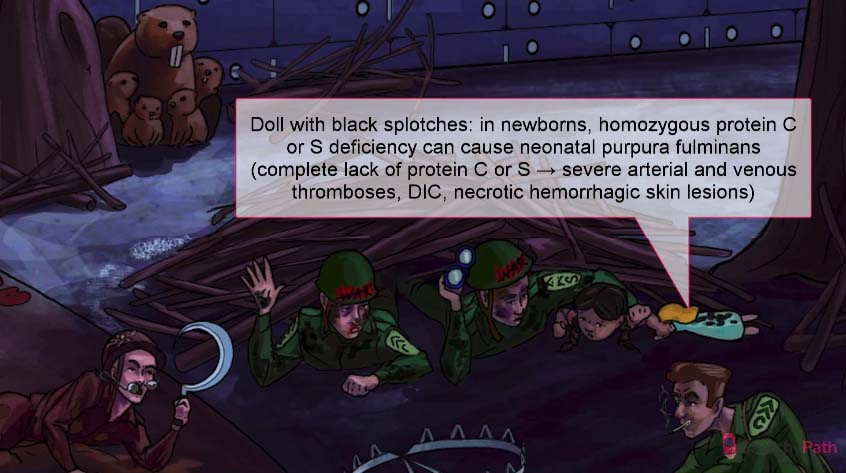 Doll with black splotches: in newborns, homozygous protein C
or S deficiency can cause neonatal purpura fulminans
(complete lack of protein C or S → severe arterial and venous
thromboses, DIC, necrotic hemorrhagic skin lesions)
Path